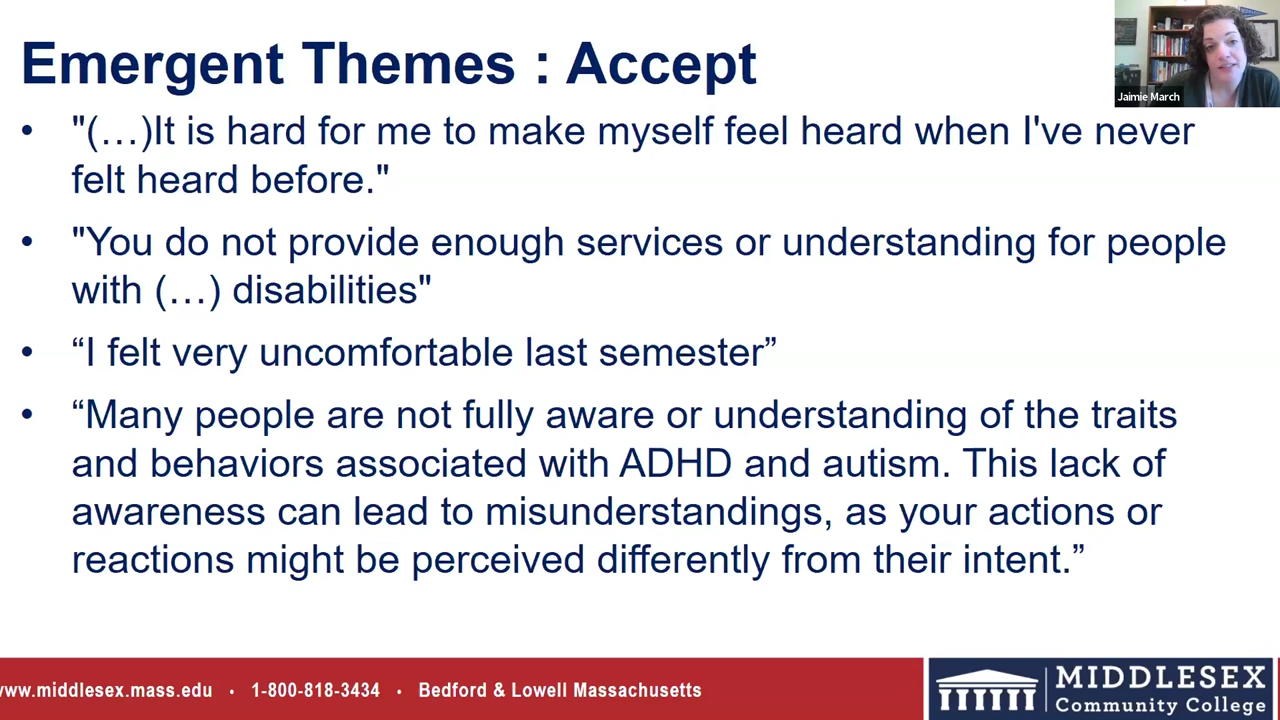 Emergent Themes : Accept
Jaimie March
• "(…)It is hard for me to make myself feel heard when I've never
felt heard before."
• "You do not provide enough services or understanding for people
with (…) disabilities"
• “I felt very uncomfortable last semester”
• “Many people are not fully aware or understanding of the traits
and behaviors associated with ADHD and autism. This lack of
awareness can lead to misunderstandings, as your actions or
reactions might be perceived differently from their intent.”
www.middlesex.mass.edu • 1-800-818-3434 • Bedford & Lowell Massachusetts
MIDDLESEX
Community College